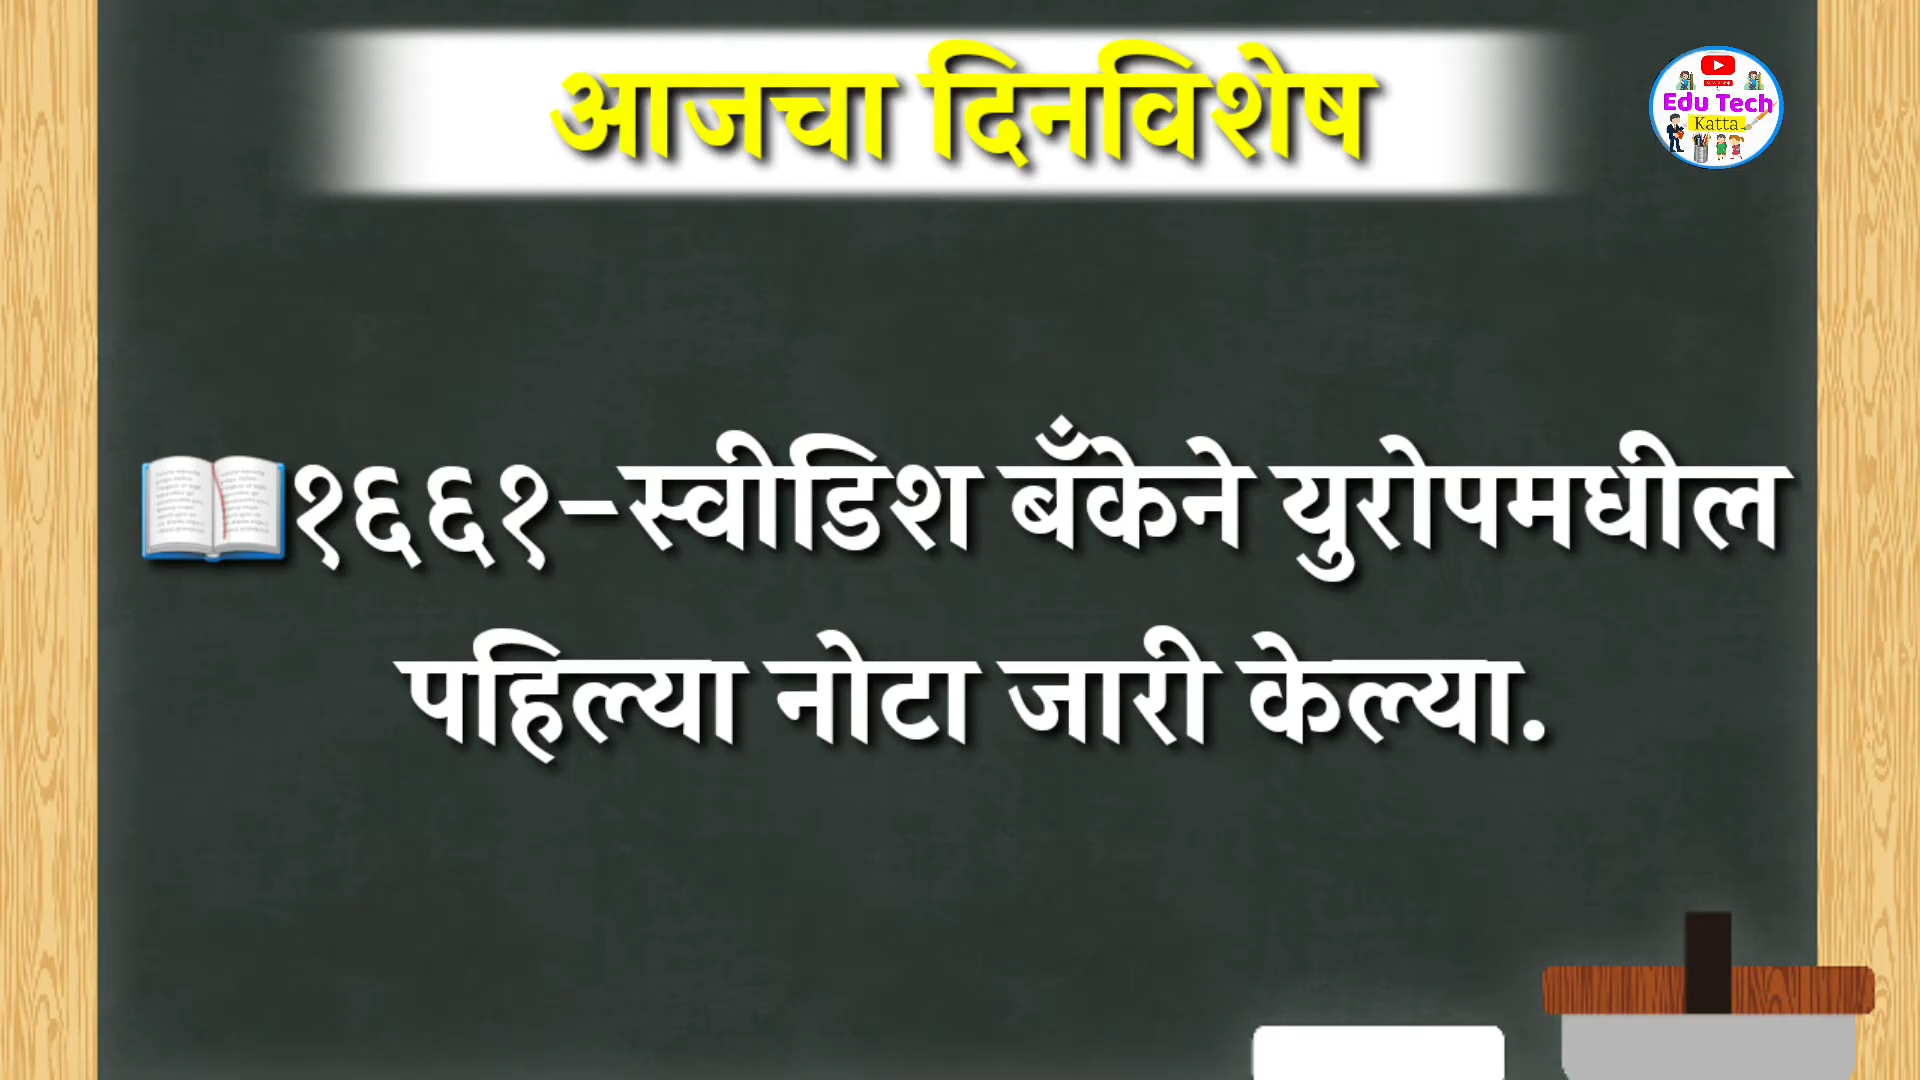 आजचा दिनविशेष
Edu Tech
Katta
📖१६६१-स्वीडिश बँकेने युरोपमधील
पहिल्या नोटा जारी केल्या.